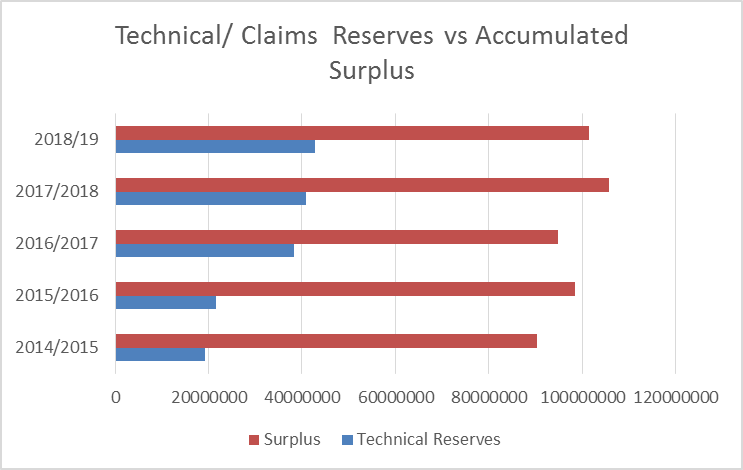 Technical/ Claims Reserves vs Accumulated
Surplus
2018/19
2017/2018
2016/2017
2015/2016
2014/2015
0 20000000 40000000 60000000 80000000 100000000 120000000
Surplus Technical Reserves